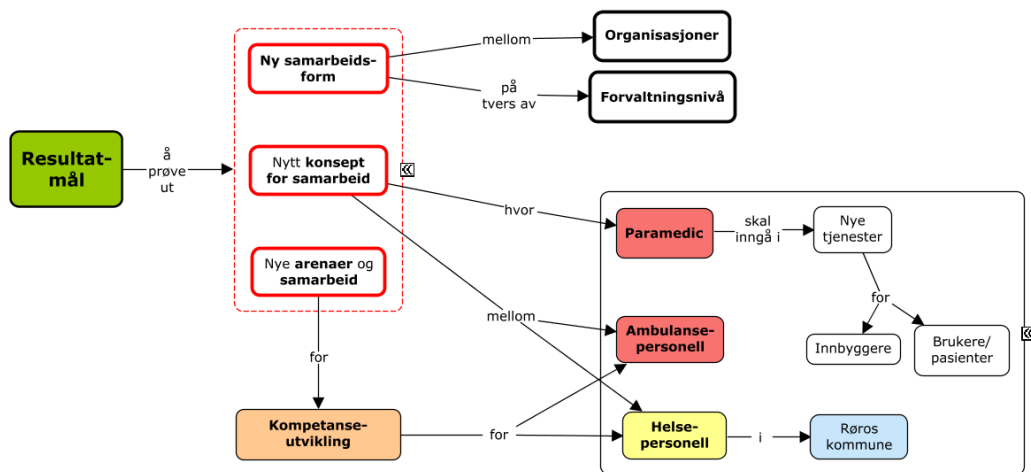 Resultat-
mål
å
prøve
ut
Ny samarbeids-
form
mellom
Organisasjoner
på
tvers av
Forvaltningsnivå
Nytt konsept
for samarbeid
hvor
Paramedic
skal
inngå i
Nye
tjenester
for
Innbyggere
Brukere/
pasienter
mellom
Ambulanse-
personell
Nye arenaer og
samarbeid
for
Kompetanse-
utvikling
for
Helse-
personell
i
Røros
kommune